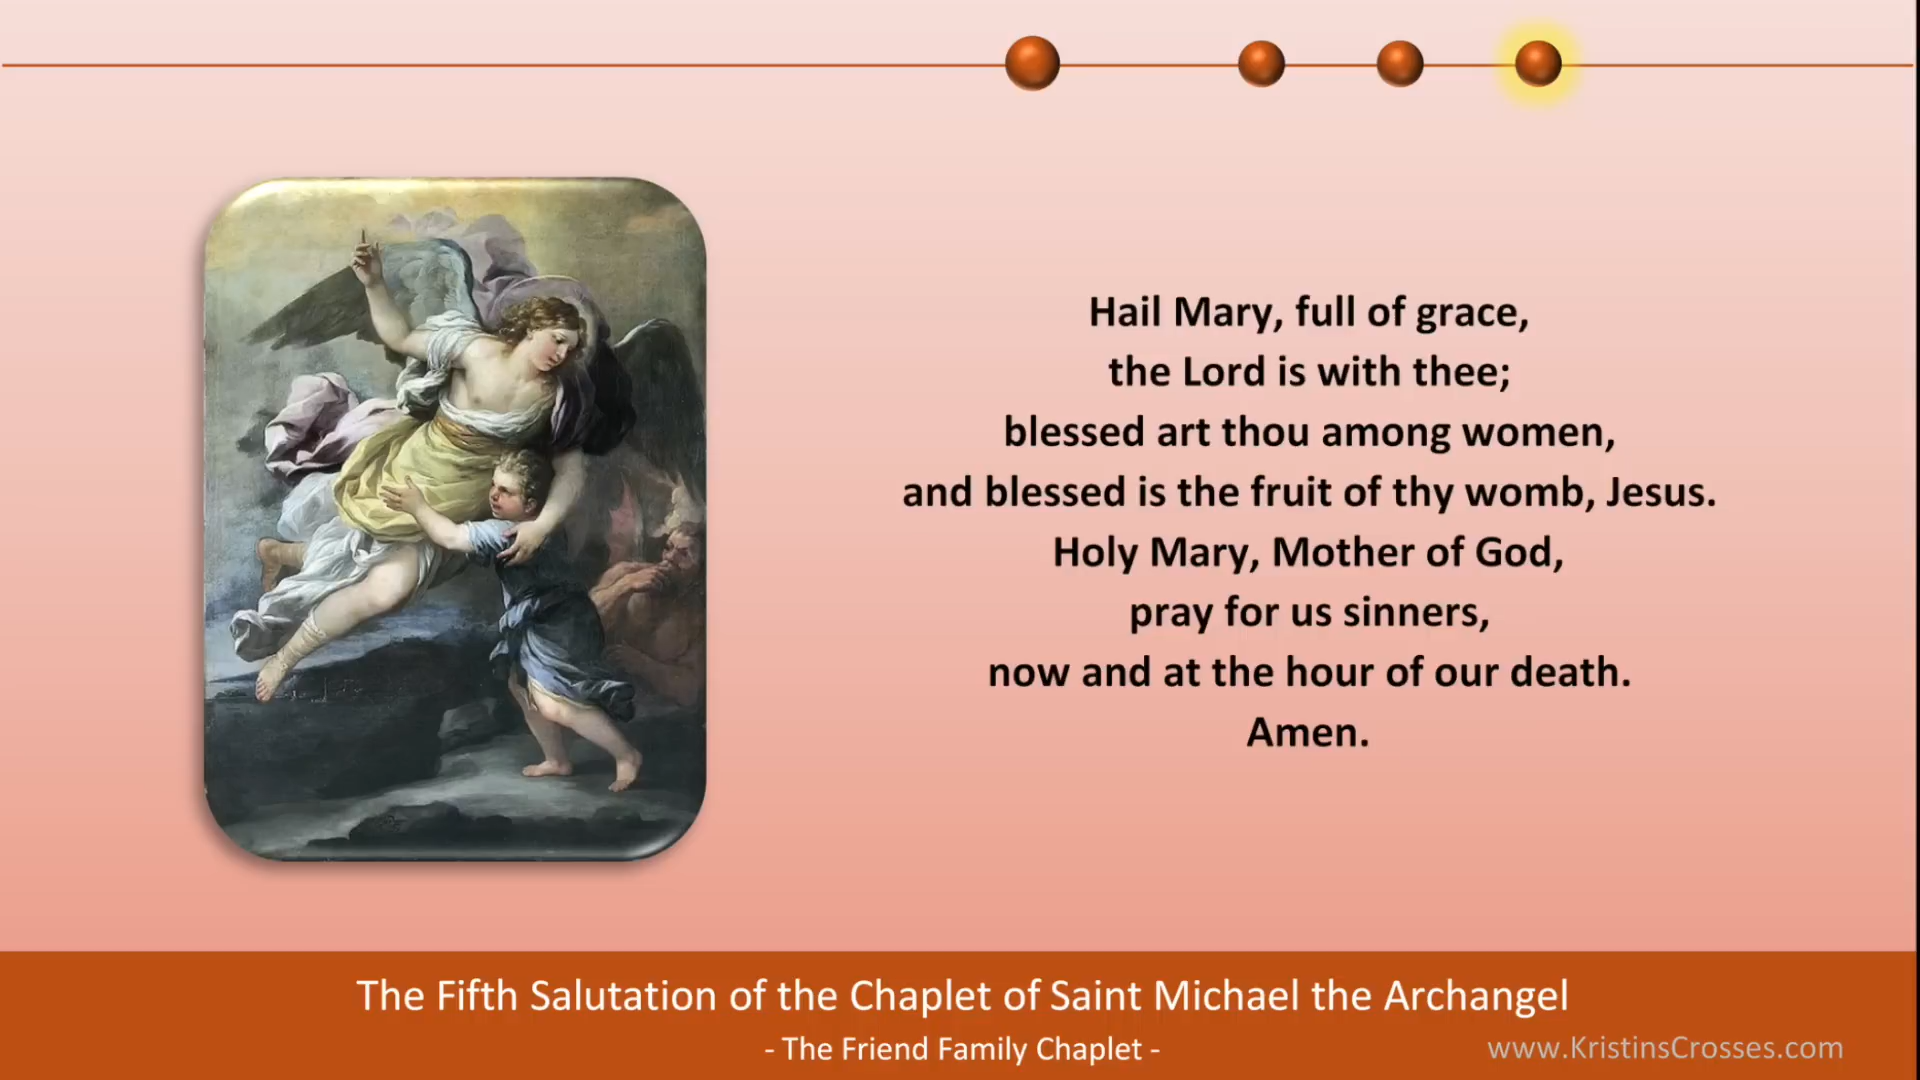 Hail Mary, full of grace,
the Lord is with thee;
blessed art thou among women,
and blessed is the fruit of thy womb, Jesus.
Holy Mary, Mother of God,
pray for us sinners,
now and at the hour of our death.
Amen.
The Fifth Salutation of the Chaplet of Saint Michael the Archangel
- The Friend Family Chaplet -
www.KristinsCrosses.com